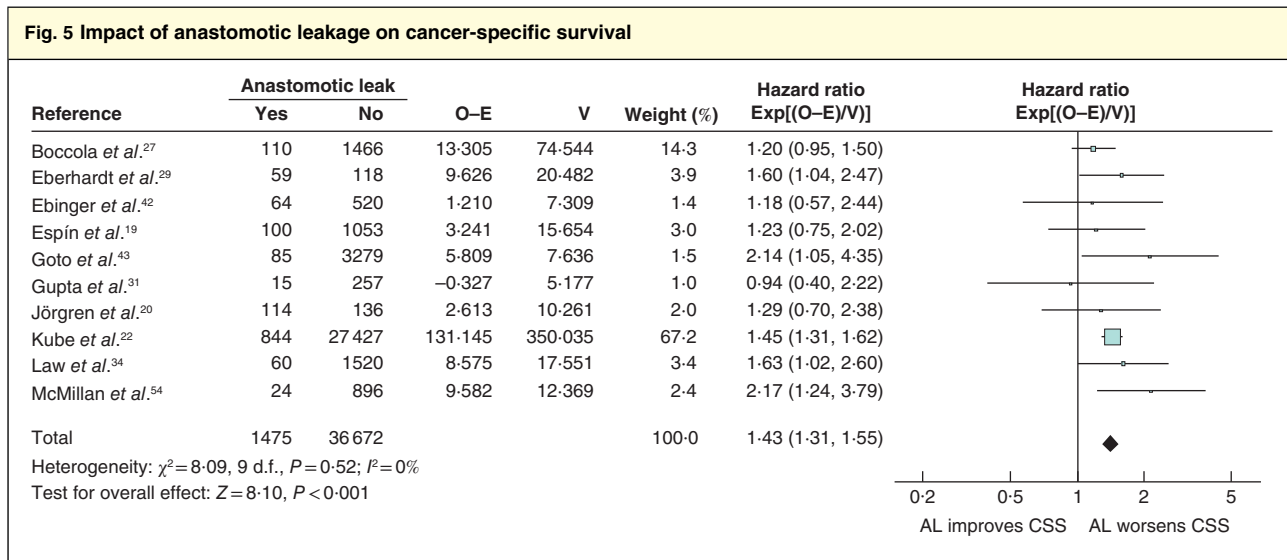 Fig. 5 Impact of anastomotic leakage on cancer-specific survival
Anastomotic leak Hazard ratio Hazard ratio
Reference Yes No O–E V Weight (%) Exp[(O–E)/V)] Exp[(O–E)/V)]
Boccola et al.²⁷ 110 1466 13·305 74·544 14·3 1·20 (0·95, 1·50)
Eberhardt et al.²⁹ 59 118 9·626 20·482 3·9 1·60 (1·04, 2·47)
Ebinger et al.⁴² 64 520 1·210 7·309 1·4 1·18 (0·57, 2·44)
Espín et al.¹⁹ 100 1053 3·241 15·654 3·0 1·23 (0·75, 2·02)
Goto et al.⁴³ 85 3279 5·809 7·636 1·5 2·14 (1·05, 4·35)
Gupta et al.³¹ 15 257 –0·327 5·177 1·0 0·94 (0·40, 2·22)
Jörgren et al.²⁰ 114 136 2·613 10·261 2·0 1·29 (0·70, 2·38)
Kube et al.²² 844 27 427 131·145 350·035 67·2 1·45 (1·31, 1·62)
Law et al.³⁴ 60 1520 8·575 17·551 3·4 1·63 (1·02, 2·60)
McMillan et al.⁵⁴ 24 896 9·582 12·369 2·4 2·17 (1·24, 3·79)
Total 1475 36 672 100·0 1·43 (1·31, 1·55)
Heterogeneity: χ² = 8·09, 9 d.f., P = 0·52; I² = 0%
Test for overall effect: Z = 8·10, P < 0·001
0·2 0·5 1 2 5
AL improves CSS AL worsens CSS